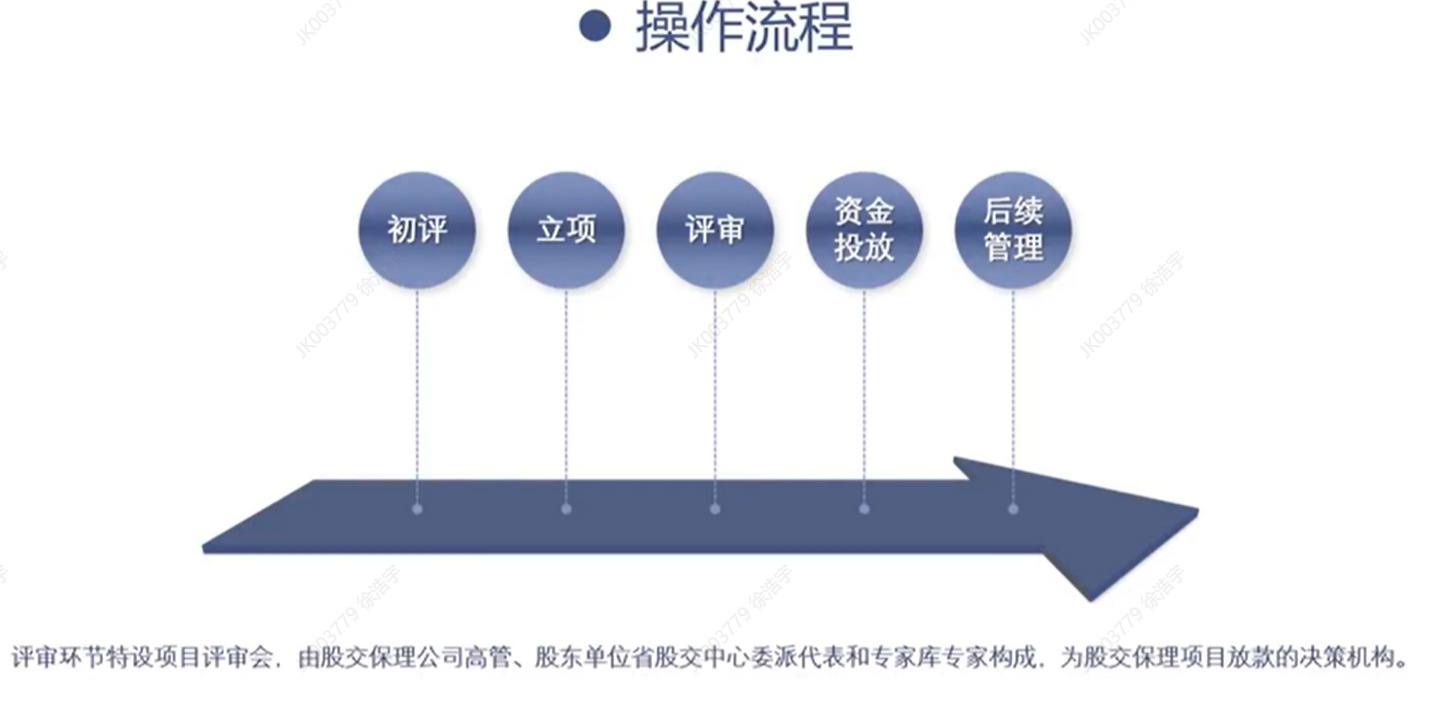 操作流程
初评
立项
评审
资金
投放
后续
管理
评审环节特设项目评审会，由股交保理公司高管、股东单位省股交中心委派代表和专家库专家构成，为股交保理项目放款的决策机构。
JK003779 徐浩宇